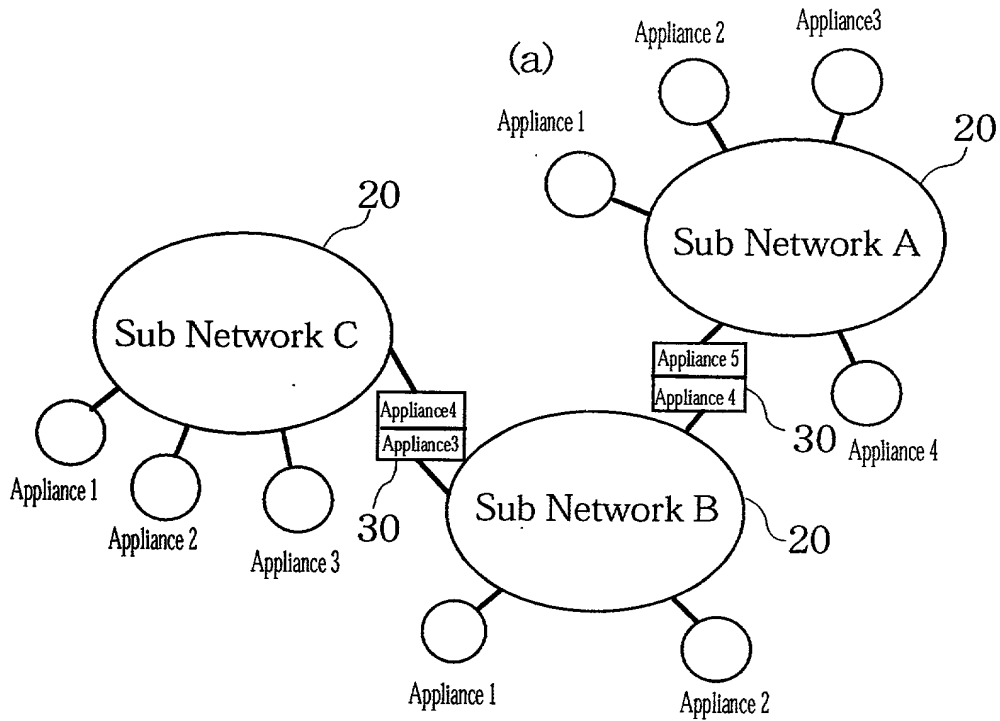 (a)
Appliance 2
Appliance3
Appliance 1
20
Sub Network A
20
Sub Network C
Appliance 5
Appliance 4
30
Appliance 4
Appliance4
Appliance3
30
Appliance 1
Appliance 2
Appliance 3
Sub Network B
20
Appliance 1
Appliance 2